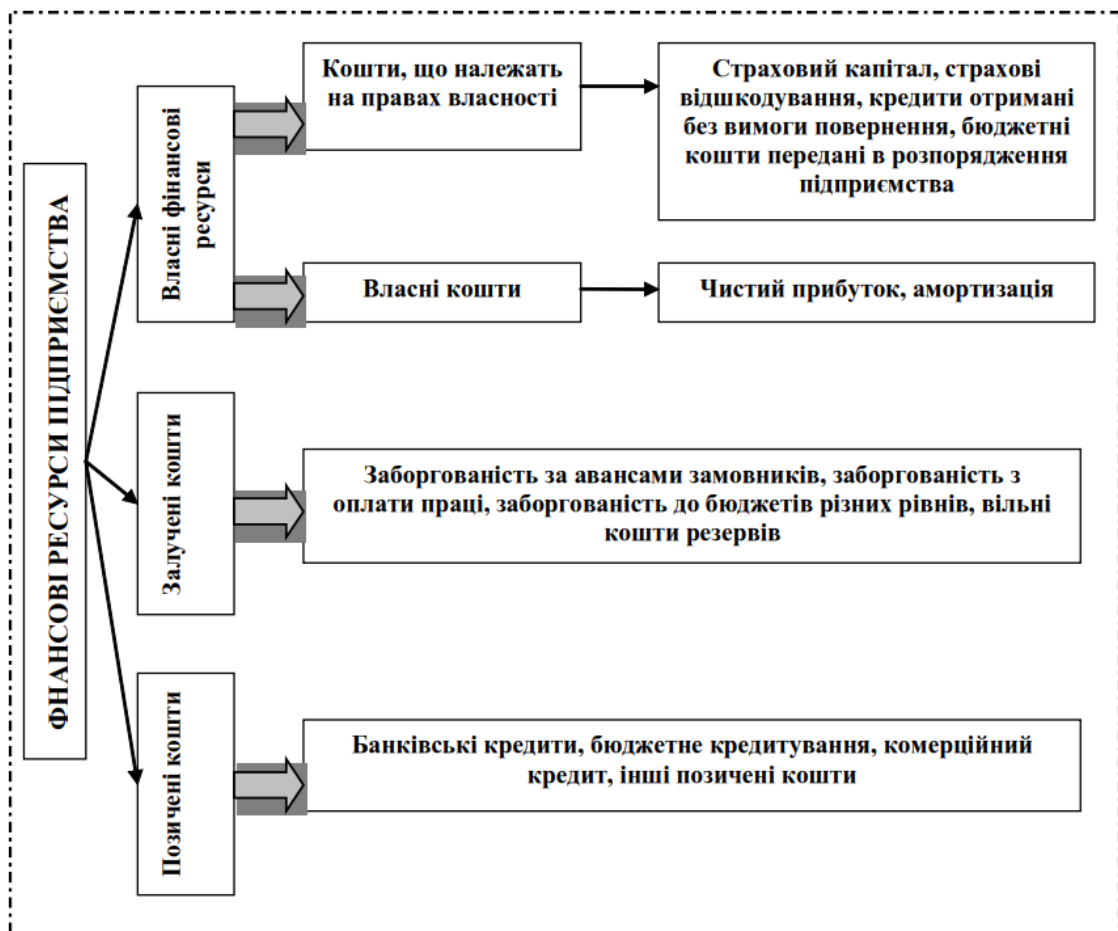 ФНАНСОВІ РЕСУРСИ ПІДПРИЄМСТВА
Власні фінансові
ресурси
Кошти, що належать
на правах власності
Страховий капітал, страхові
відшкодування, кредити отримані
без вимоги повернення, бюджетні
кошти передані в розпорядження
підприємства
Власні кошти
Чистий прибуток, амортизація
Залучені кошти
Заборгованість за авансами замовників, заборгованість з
оплати праці, заборгованість до бюджетів різних рівнів, вільні
кошти резервів
Позичені кошти
Банківські кредити, бюджетне кредитування, комерційний
кредит, інші позичені кошти